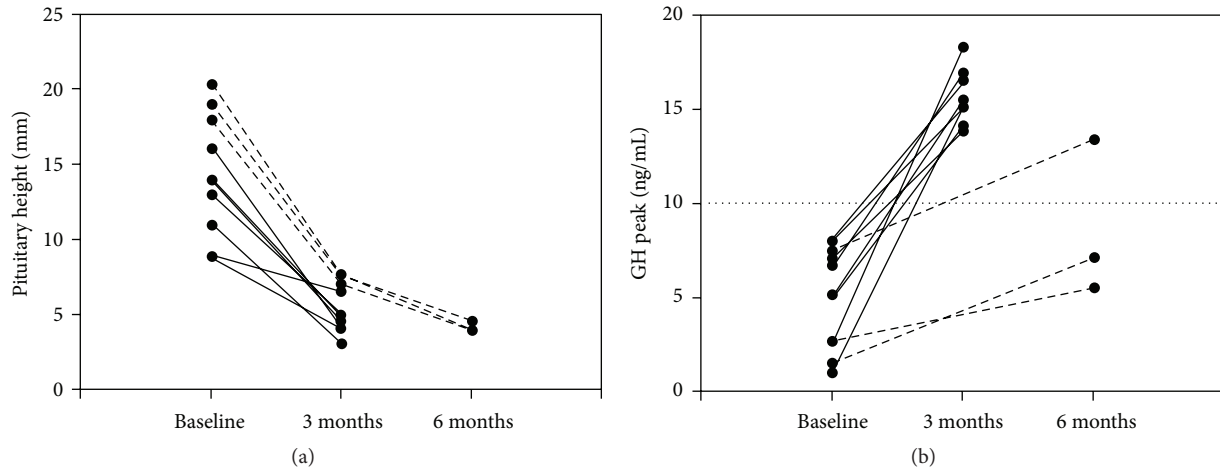 25
20
15
10
5
0
Pituitary height (mm)
Baseline
3 months
6 months
(a)
20
15
10
5
0
GH peak (ng/mL)
Baseline
3 months
6 months
(b)